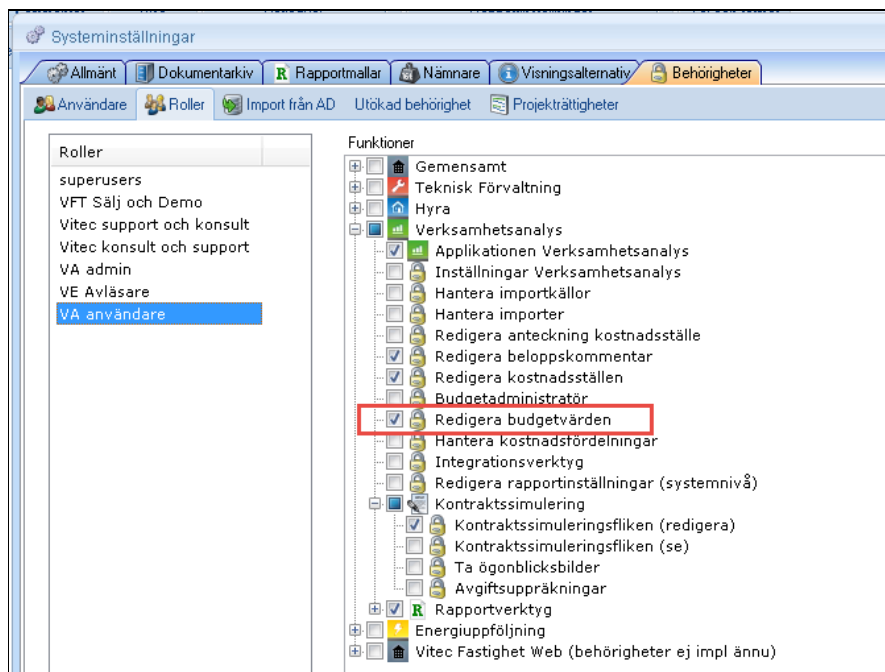 Systeminställningar
Allmänt Dokumentarkiv R Rapportmallar Nämnare Visningsalternativ Behörigheter
Användare Roller Import från AD Utökad behörighet Projekträttigheter
Roller
superusers
VFT Sälj och Demo
Vitec support och konsult
Vitec konsult och support
VA admin
VE Avläsare
VA användare
Funktioner
Gemensamt
Teknisk Förvaltning
Hyra
Verksamhetsanalys
Applikationen Verksamhetsanalys
Inställningar Verksamhetsanalys
Hantera importkällor
Hantera importer
Redigera anteckning kostnadsställe
Redigera beloppskommentar
Redigera kostnadsställen
Budgetadministratör
Redigera budgetvärden
Hantera kostnadsfördelningar
Integrationsverktyg
Redigera rapportinställningar (systemnivå)
Kontraktssimulering
Kontraktssimuleringsfliken (redigera)
Kontraktssimuleringsfliken (se)
Ta ögonblicksbilder
Avgiftsuppräkningar
R Rapportverktyg
Energiuppföljning
Vitec Fastighet Web (behörigheter ej impl ännu)